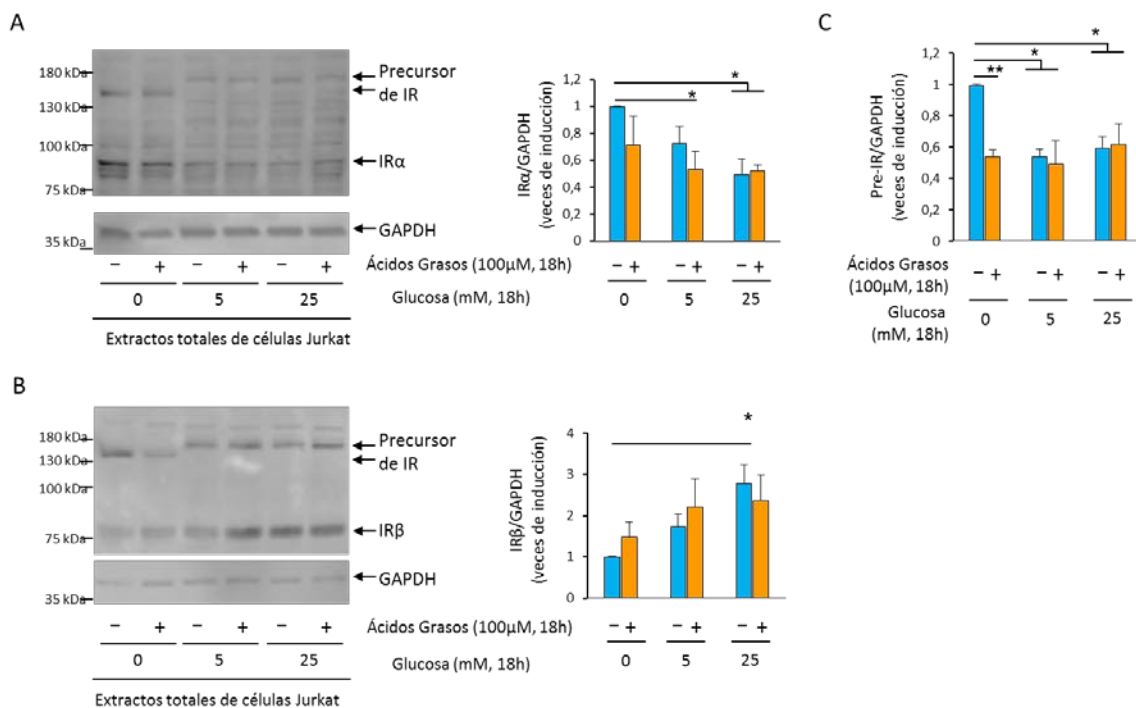 A
180 kDa
130 kDa
100 kDa
75 kDa
35 kDa
Precursor
de IR
IRα
GAPDH
– + – + – +
0 5 25
Extractos totales de células Jurkat
Ácidos Grasos (100μM, 18h)
Glucosa (mM, 18h)
IRα/GAPDH
(veces de inducción)
1,2
1
0,8
0,6
0,4
0,2
0
*
*
– + – + – +
0 5 25
C
Pre-IR/GAPDH
(veces de inducción)
1,2
1
0,8
0,6
0,4
0,2
0
*
*
**
Ácidos Grasos
(100μM, 18h)
– + – + – +
Glucosa
(mM, 18h)
0 5 25
B
180 kDa
130 kDa
100 kDa
75 kDa
35 kDa
Precursor
de IR
IRβ
GAPDH
– + – + – +
0 5 25
Extractos totales de células Jurkat
Ácidos Grasos (100μM, 18h)
Glucosa (mM, 18h)
IRβ/GAPDH
(veces de inducción)
4
3
2
1
0
*
– + – + – +
0 5 25